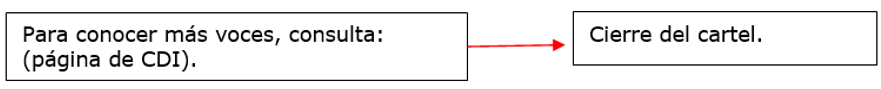 Para conocer más voces, consulta:
(página de CDI).
Cierre del cartel.